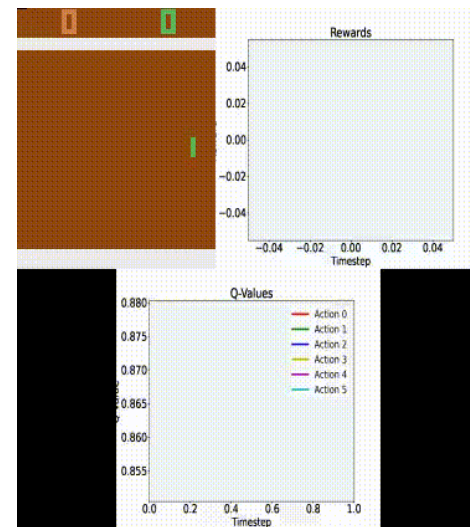 0 0
Rewards
0.04
0.02
0.00
−0.02
−0.04
−0.04 −0.02 0.00 0.02 0.04
Timestep
Q-Values
0.880
0.875
0.870
0.865
0.860
0.855
Action 0
Action 1
Action 2
Action 3
Action 4
Action 5
0.0 0.2 0.4 0.6 0.8 1.0
Timestep